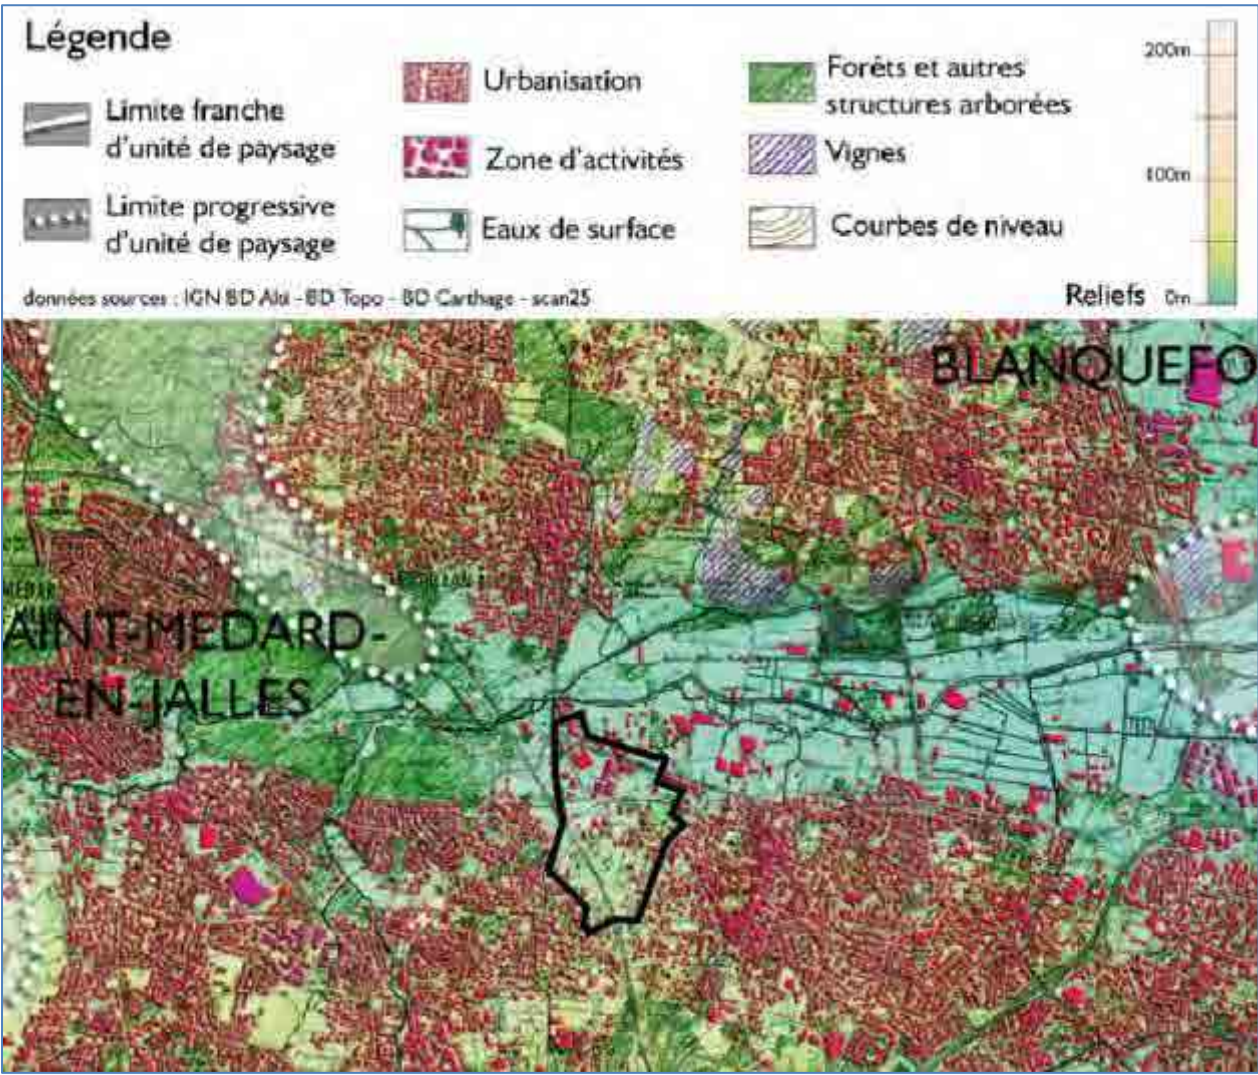 Légende
Limite franche
d'unité de paysage
Limite progressive
d'unité de paysage
Urbanisation
Zone d'activités
Eaux de surface
Forêts et autres
structures arborées
Vignes
Courbes de niveau
200m
100m
Reliefs 0m
données sources : IGN BD Alti - BD Topo - BD Carthage - scan25
BLANQUEFO
AINT-MEDARD-
EN-JALLES